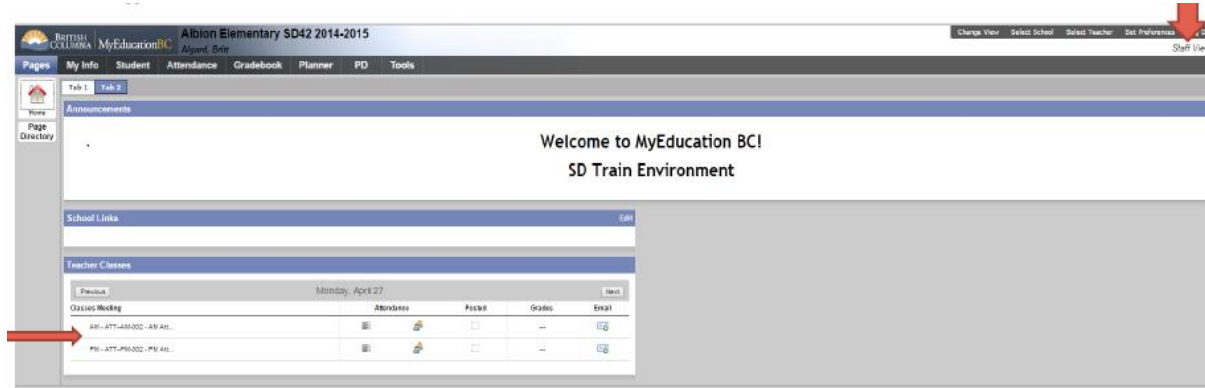 BRITISH COLUMBIA MyEducationBC
Albion Elementary SD42 2014-2015
Change View Select School Select Teacher Set Preferences
Staff View
Pages My Info Student Attendance Gradebook Planner PD Tools
Tab 1 Tab 2
Home
Page Directory
Announcements
Welcome to MyEducation BC!
SD Train Environment
School Links Edit
Teacher Classes
Previous Monday, April 27 Next
Classes Meeting Attendance Posted Grades Email
AM - ATT-AM-002 - AM Att... --
PM - ATT-PM-002 - PM Att... --